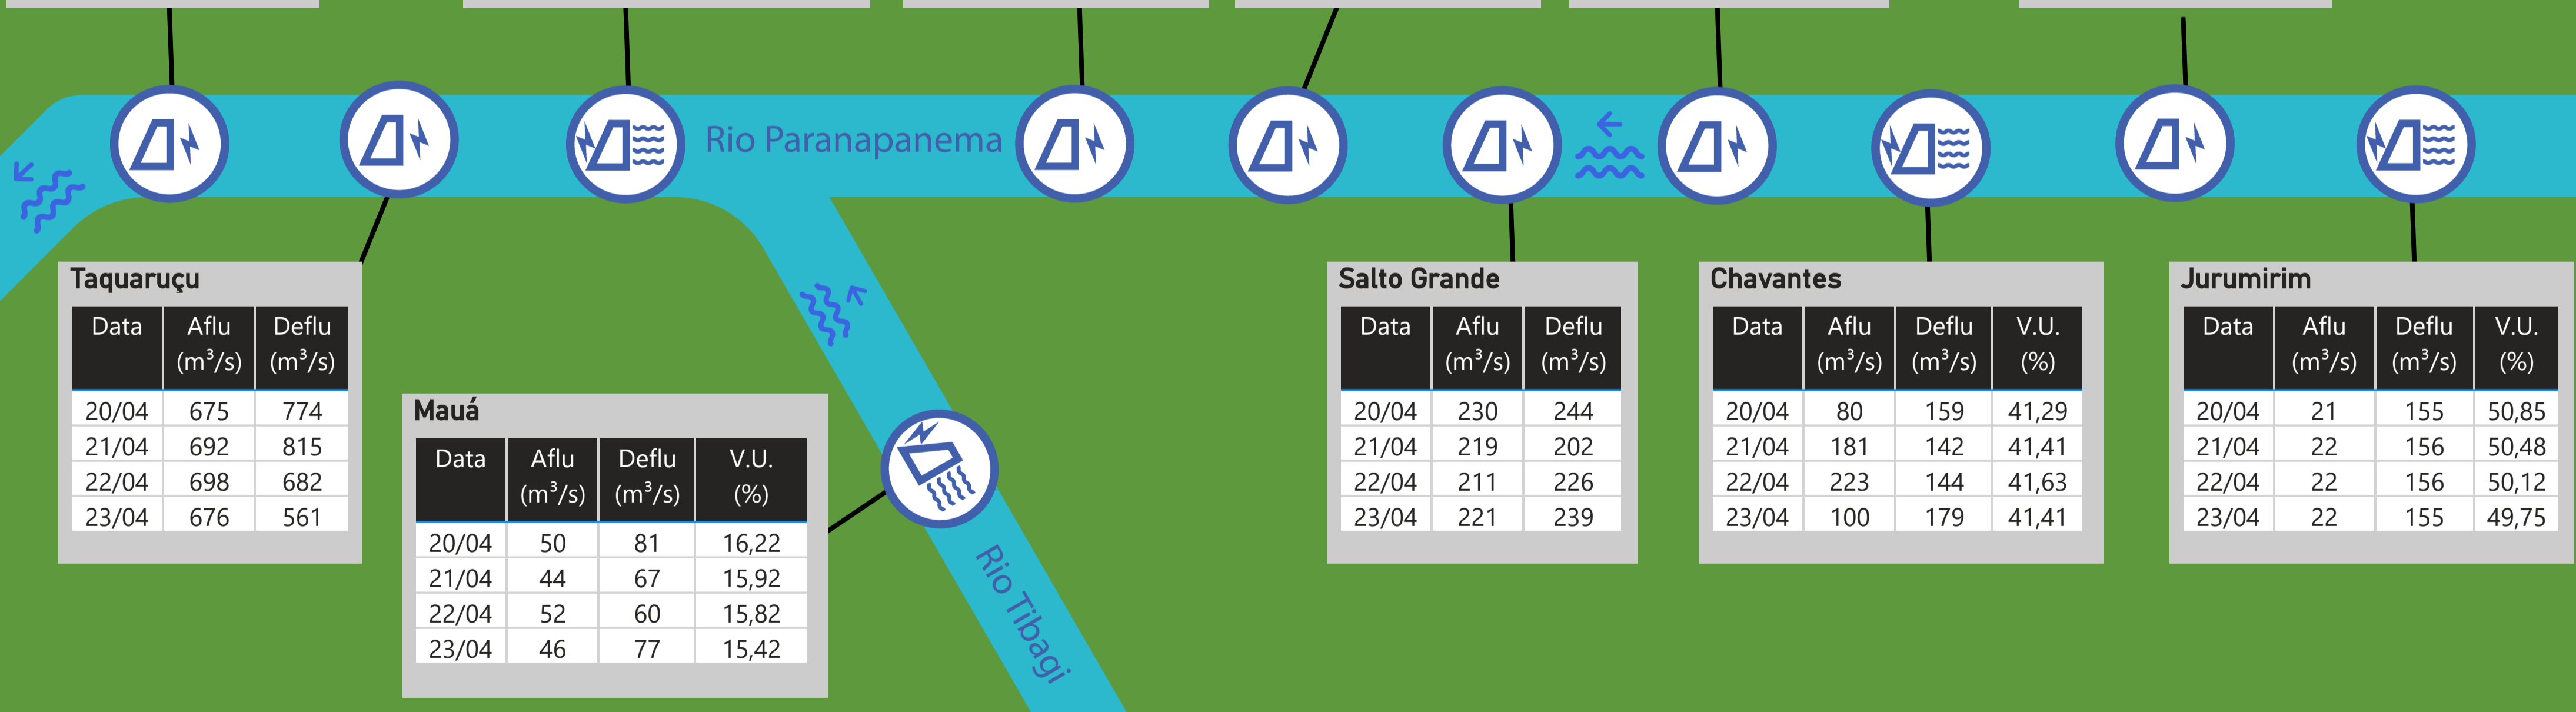 Rio Paranapanema
Taquaruçu
Data Aflu (m³/s) Deflu (m³/s)
20/04 675 774
21/04 692 815
22/04 698 682
23/04 676 561
Mauá
Data Aflu (m³/s) Deflu (m³/s) V.U. (%)
20/04 50 81 16,22
21/04 44 67 15,92
22/04 52 60 15,82
23/04 46 77 15,42
Rio Tibagi
Salto Grande
Data Aflu (m³/s) Deflu (m³/s)
20/04 230 244
21/04 219 202
22/04 211 226
23/04 221 239
Chavantes
Data Aflu (m³/s) Deflu (m³/s) V.U. (%)
20/04 80 159 41,29
21/04 181 142 41,41
22/04 223 144 41,63
23/04 100 179 41,41
Jurumirim
Data Aflu (m³/s) Deflu (m³/s) V.U. (%)
20/04 21 155 50,85
21/04 22 156 50,48
22/04 22 156 50,12
23/04 22 155 49,75